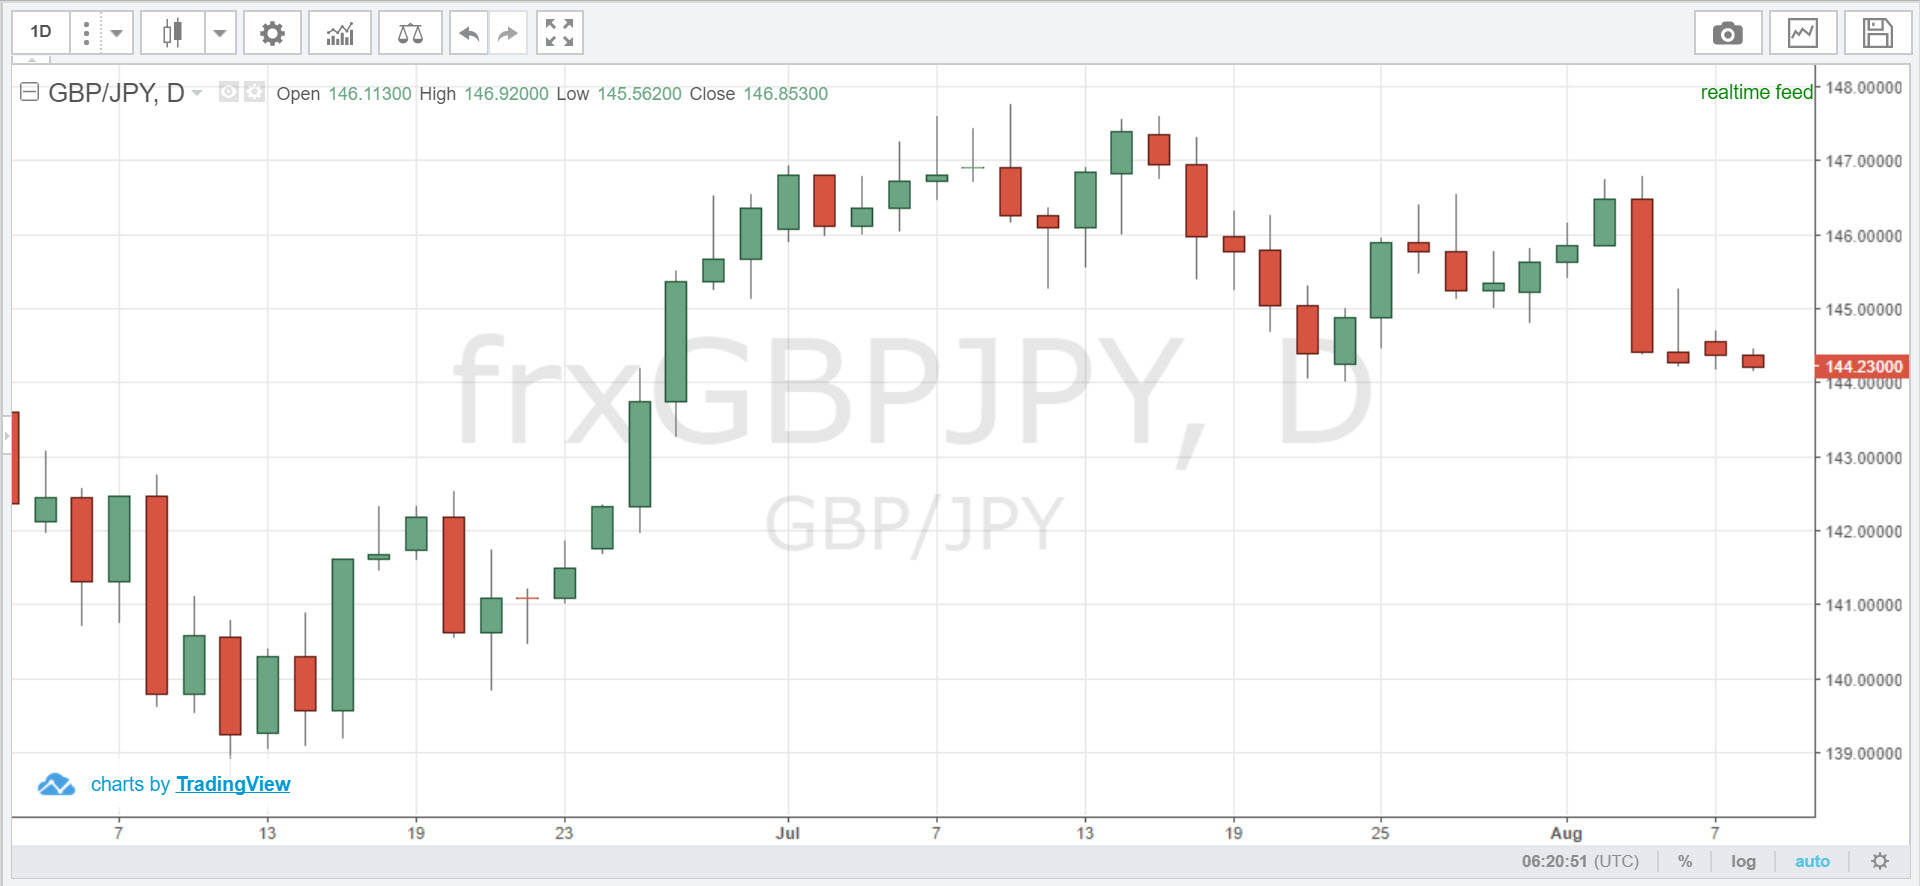 1D
GBP/JPY, D Open 146.11300 High 146.92000 Low 145.56200 Close 146.85300
realtime feed
148.00000
147.00000
146.00000
145.00000
144.23000
144.00000
143.00000
142.00000
141.00000
140.00000
139.00000
frxGBPJPY, D
GBP/JPY
charts by TradingView
7 13 19 23 Jul 7 13 19 25 Aug 7
06:20:51 (UTC) % log auto